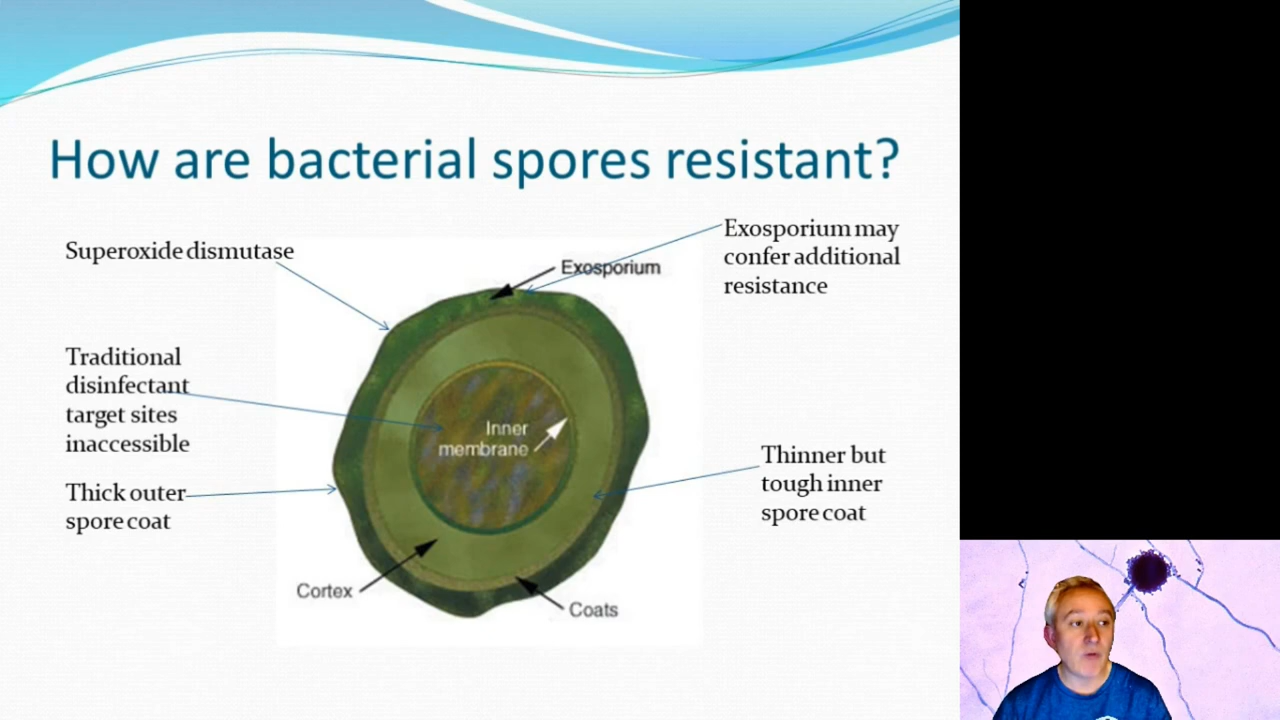 How are bacterial spores resistant?
Superoxide dismutase
Exosporium may
confer additional
resistance
Exosporium
Traditional
disinfectant
target sites
inaccessible
Inner
membrane
Thinner but
tough inner
spore coat
Thick outer
spore coat
Cortex
Coats